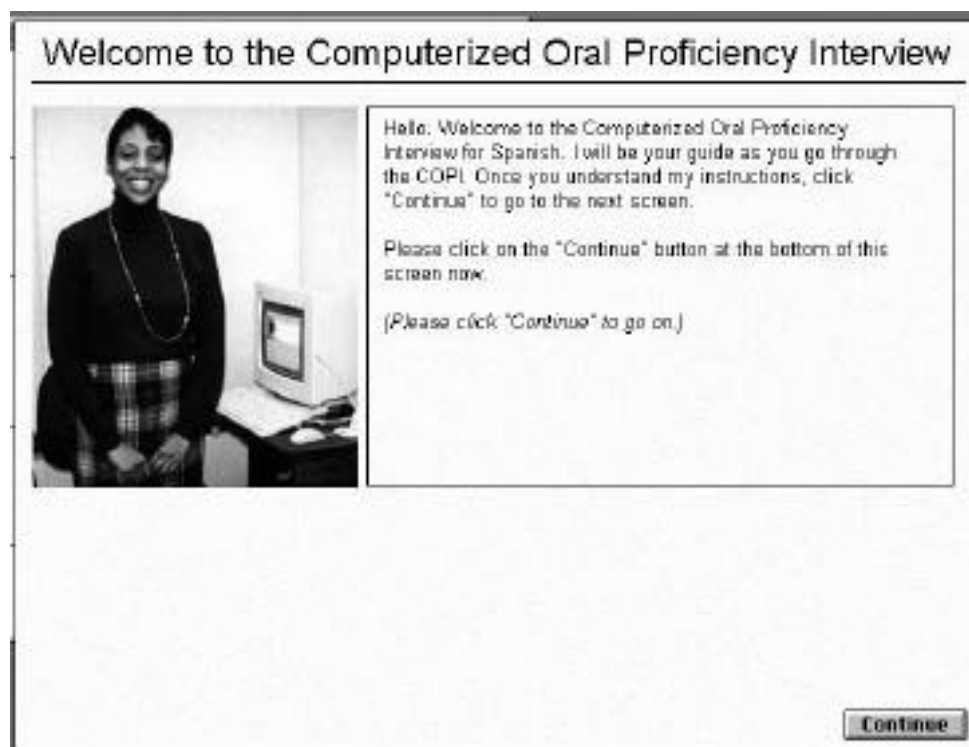 Welcome to the Computerized Oral Proficiency Interview
Hello. Welcome to the Computerized Oral Proficiency
Interview for Spanish. I will be your guide as you go through
the COPI. Once you understand my instructions, click
"Continue" to go to the next screen.
Please click on the "Continue" button at the bottom of this
screen now.
(Please click "Continue" to go on.)
Continue